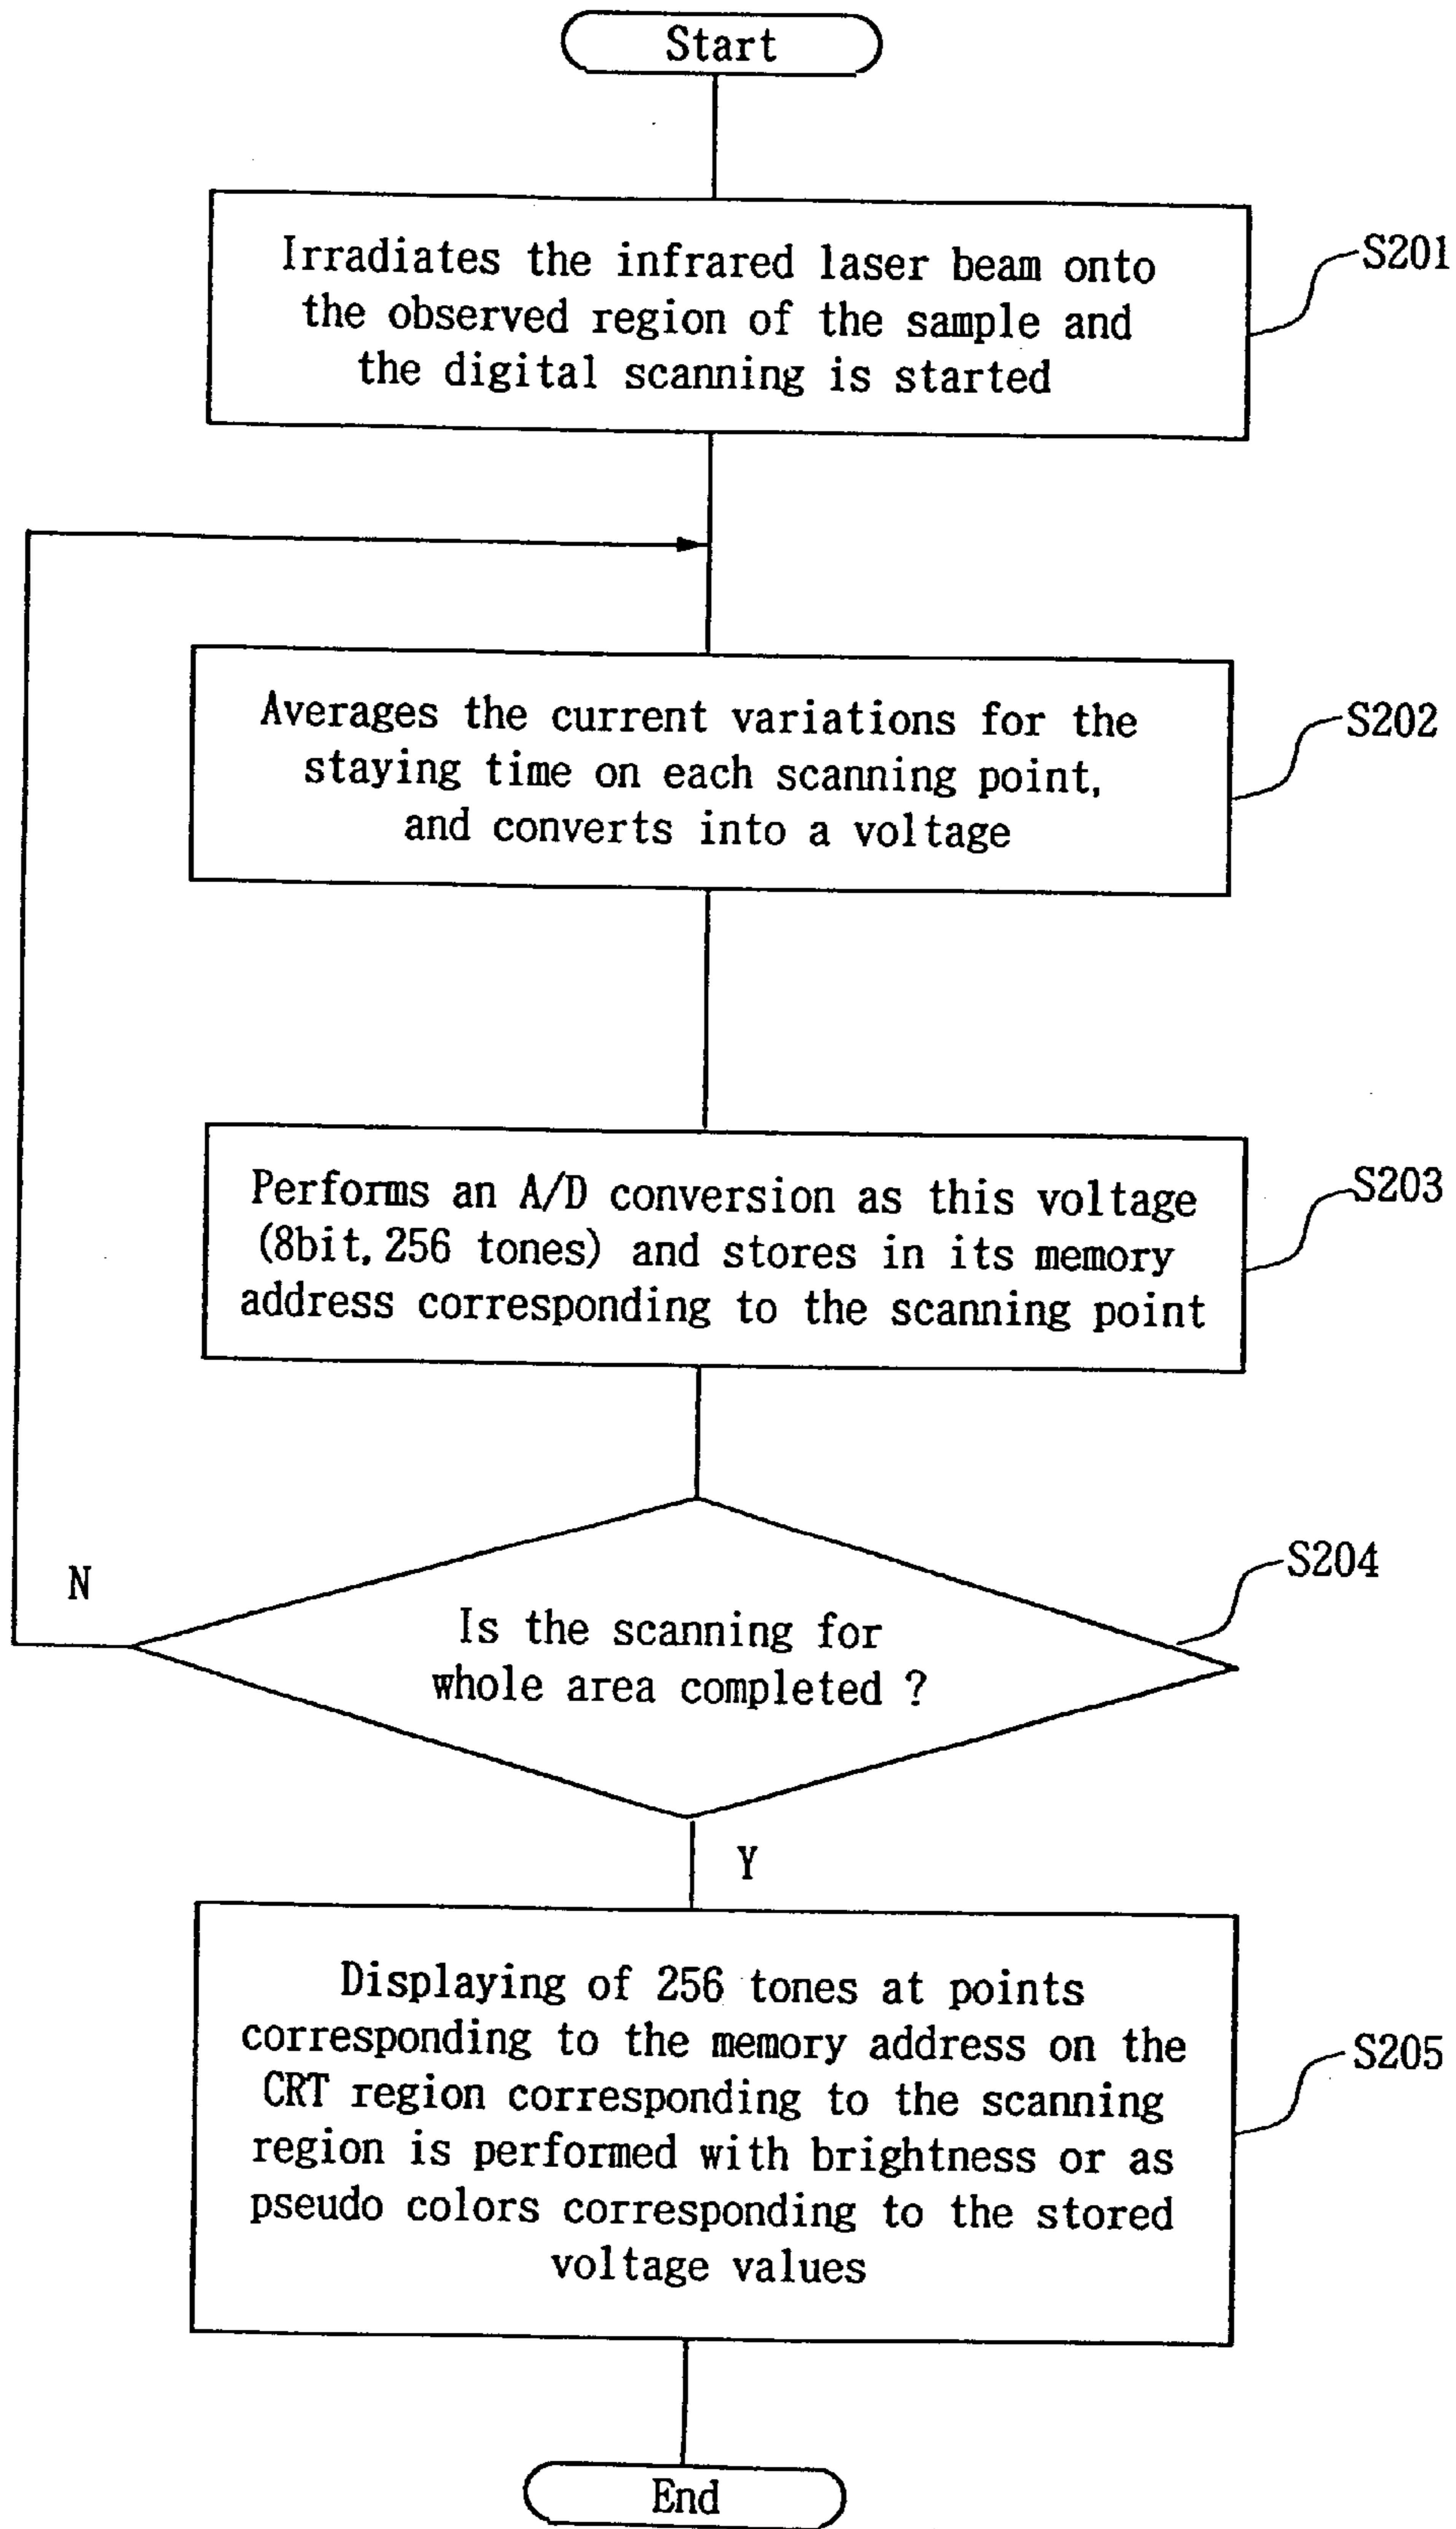 Start
Irradiates the infrared laser beam onto
the observed region of the sample and
the digital scanning is started
S201
Averages the current variations for the
staying time on each scanning point,
and converts into a voltage
S202
Performs an A/D conversion as this voltage
(8bit, 256 tones) and stores in its memory
address corresponding to the scanning point
S203
N
Is the scanning for
whole area completed ?
S204
Y
Displaying of 256 tones at points
corresponding to the memory address on the
CRT region corresponding to the scanning
region is performed with brightness or as
pseudo colors corresponding to the stored
voltage values
S205
End